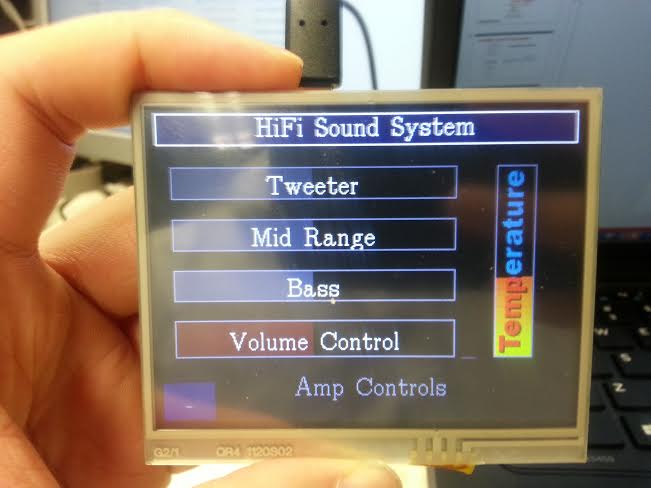 HiFi Sound System
Tweeter
Mid Range
Bass
Volume Control
Temperature
Amp Controls
-
G2/1 OR4 1120S02